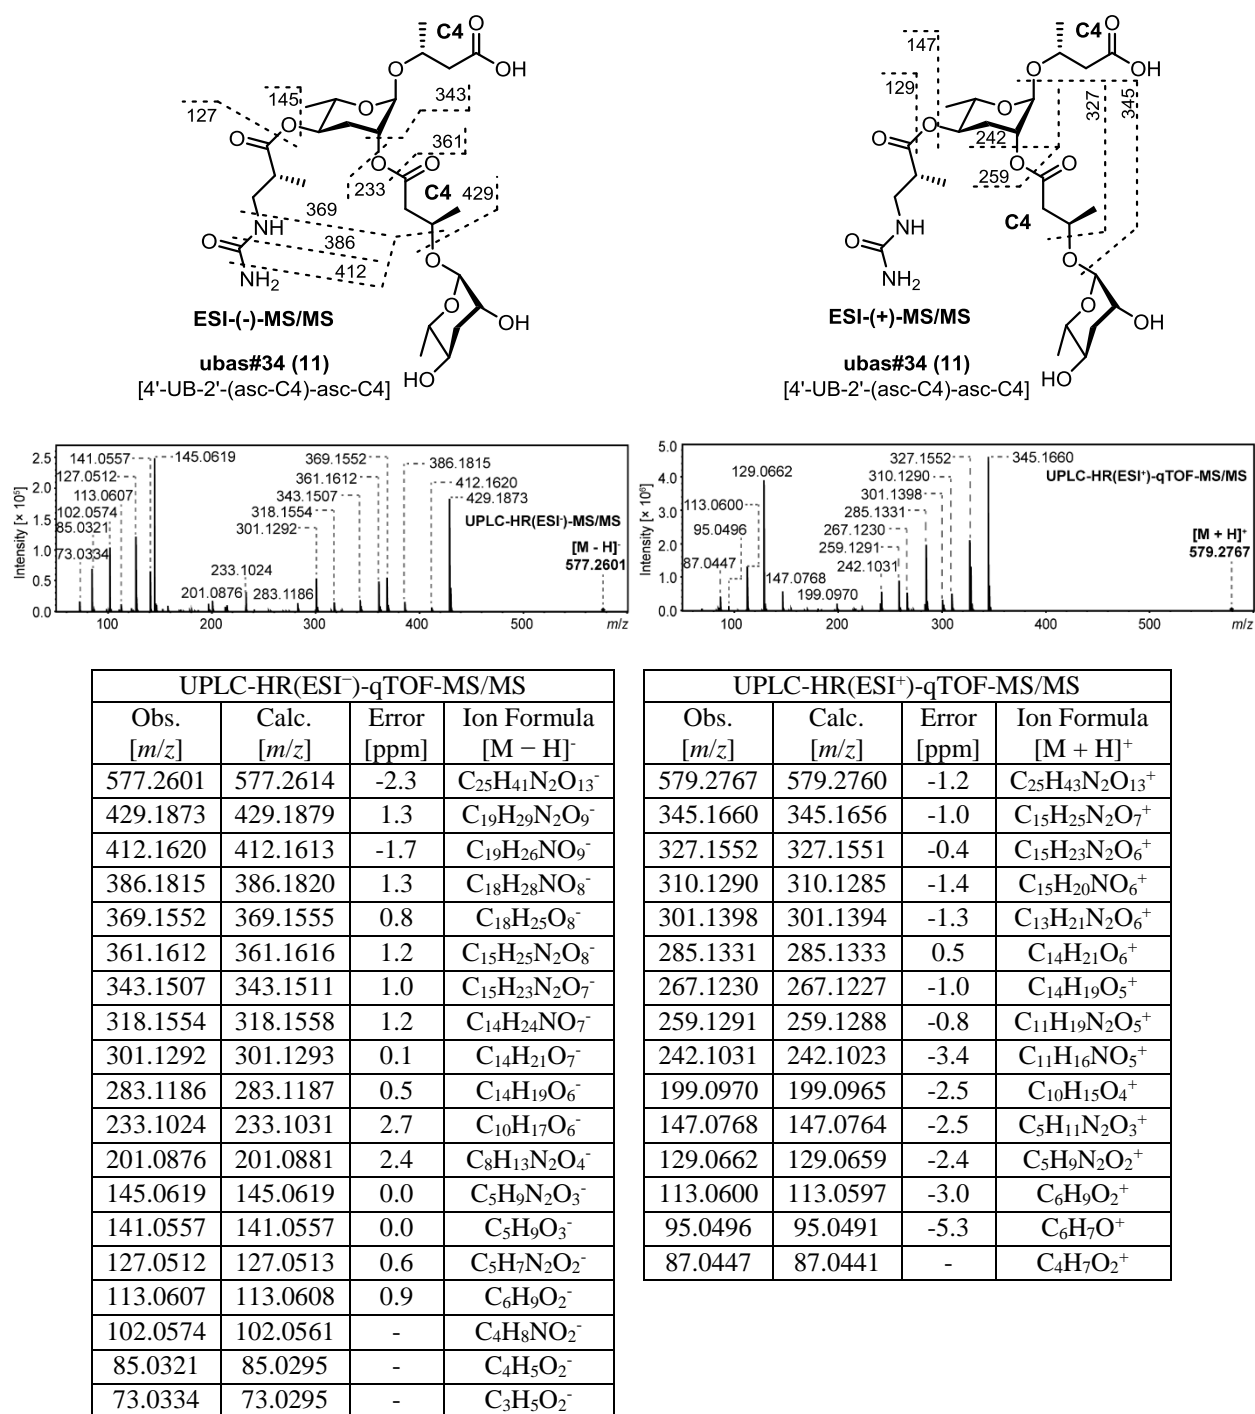 C4
O
OH
O
343
145
127
O
O
O
361
O
O
233
C4
429
369
NH
O
386
O
412
NH2
O
OH
HO
ESI-(-)-MS/MS
ubas#34 (11)
[4'-UB-2'-(asc-C4)-asc-C4]
147
C4
O
OH
O
129
327
345
O
O
O
242
O
O
259
C4
NH
O
O
NH2
O
OH
HO
ESI-(+)-MS/MS
ubas#34 (11)
[4'-UB-2'-(asc-C4)-asc-C4]
Intensity [× 10⁵]
2.5
2.0
1.5
1.0
0.5
0.0
141.0557
145.0619
127.0512
113.0607
102.0574
85.0321
73.0334
201.0876
233.1024
283.1186
301.1292
318.1554
343.1507
361.1612
369.1552
386.1815
412.1620
429.1873
UPLC-HR(ESI-)-MS/MS
[M - H]-
577.2601
100
200
300
400
500
m/z
Intensity [× 10⁵]
5.0
4.0
3.0
2.0
1.0
0.0
129.0662
113.0600
95.0496
87.0447
147.0768
199.0970
242.1031
259.1291
267.1230
285.1331
301.1398
310.1290
327.1552
345.1660
UPLC-HR(ESI⁺)-qTOF-MS/MS
[M + H]⁺
579.2767
100
200
300
400
500
m/z
UPLC-HR(ESI⁻)-qTOF-MS/MS
Obs. Calc. Error Ion Formula
[m/z] [m/z] [ppm] [M − H]-
577.2601 577.2614 -2.3 C25H41N2O13-
429.1873 429.1879 1.3 C19H29N2O9-
412.1620 412.1613 -1.7 C19H26NO9-
386.1815 386.1820 1.3 C18H28NO8-
369.1552 369.1555 0.8 C18H25O8-
361.1612 361.1616 1.2 C15H25N2O8-
343.1507 343.1511 1.0 C15H23N2O7-
318.1554 318.1558 1.2 C14H24NO7-
301.1292 301.1293 0.1 C14H21O7-
283.1186 283.1187 0.5 C14H19O6-
233.1024 233.1031 2.7 C10H17O6-
201.0876 201.0881 2.4 C8H13N2O4-
145.0619 145.0619 0.0 C5H9N2O3-
141.0557 141.0557 0.0 C5H9O3-
127.0512 127.0513 0.6 C5H7N2O2-
113.0607 113.0608 0.9 C6H9O2-
102.0574 102.0561 - C4H8NO2-
85.0321 85.0295 - C4H5O2-
73.0334 73.0295 - C3H5O2-
UPLC-HR(ESI⁺)-qTOF-MS/MS
Obs. Calc. Error Ion Formula
[m/z] [m/z] [ppm] [M + H]+
579.2767 579.2760 -1.2 C25H43N2O13+
345.1660 345.1656 -1.0 C15H25N2O7+
327.1552 327.1551 -0.4 C15H23N2O6+
310.1290 310.1285 -1.4 C15H20NO6+
301.1398 301.1394 -1.3 C13H21N2O6+
285.1331 285.1333 0.5 C14H21O6+
267.1230 267.1227 -1.0 C14H19O5+
259.1291 259.1288 -0.8 C11H19N2O5+
242.1031 242.1023 -3.4 C11H16NO5+
199.0970 199.0965 -2.5 C10H15O4+
147.0768 147.0764 -2.5 C5H11N2O3+
129.0662 129.0659 -2.4 C5H9N2O2+
113.0600 113.0597 -3.0 C6H9O2+
95.0496 95.0491 -5.3 C6H7O+
87.0447 87.0441 - C4H7O2+